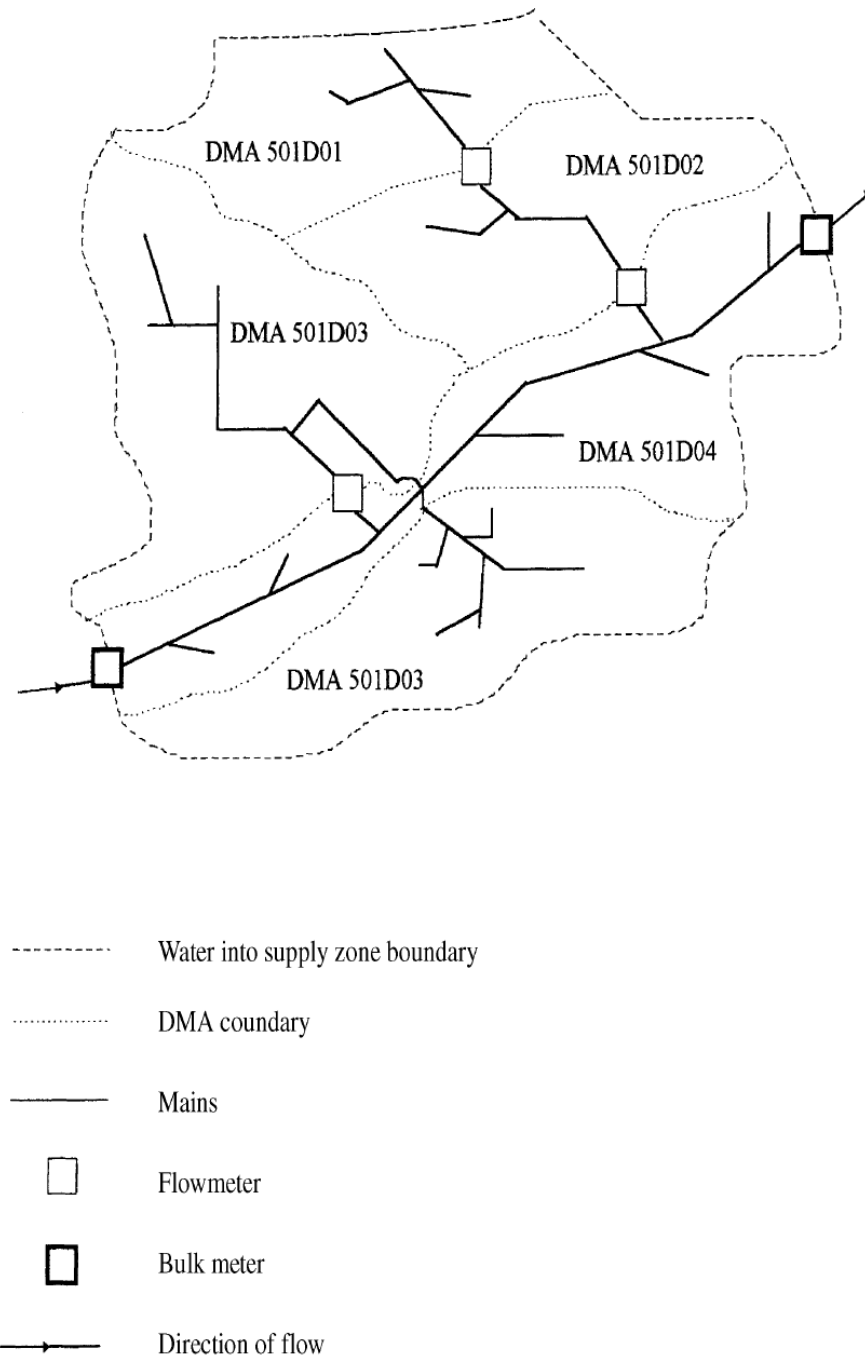 DMA 501D01
DMA 501D02
DMA 501D03
DMA 501D04
DMA 501D03
Water into supply zone boundary
DMA coundary
Mains
Flowmeter
Bulk meter
Direction of flow